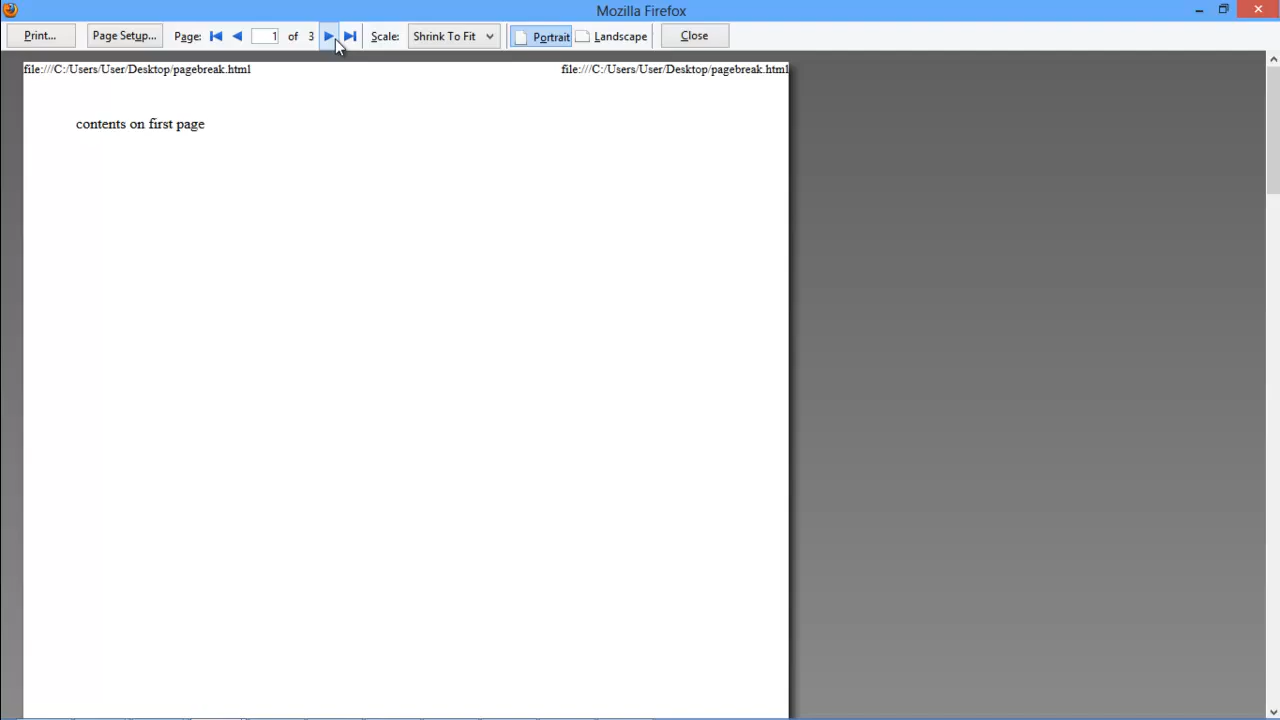 Mozilla Firefox
Print... Page Setup... Page: 1 of 3 Scale: Shrink To Fit Portrait Landscape Close
file:///C:/Users/User/Desktop/pagebreak.html file:///C:/Users/User/Desktop/pagebreak.html
contents on first page